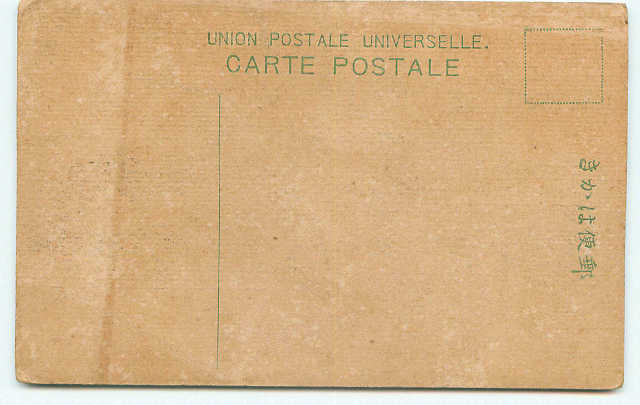 UNION POSTALE UNIVERSELLE.
CARTE POSTALE
郵便はかき